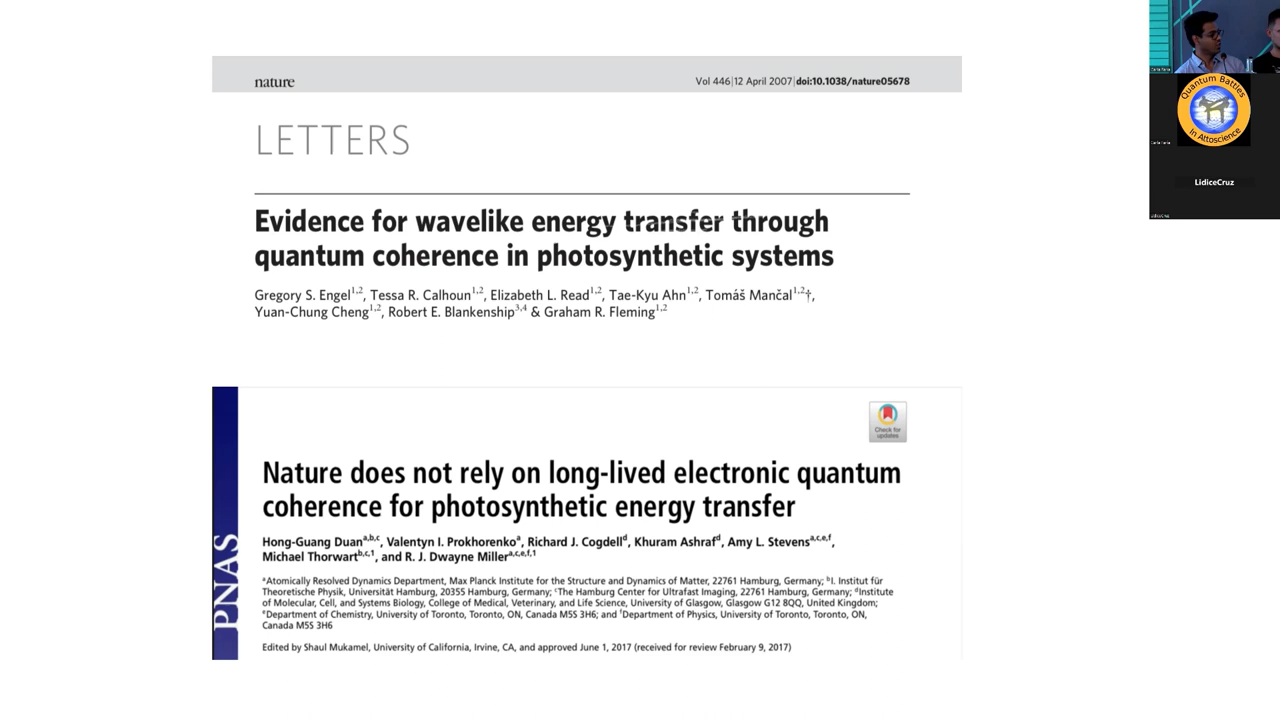 nature
Vol 446|12 April 2007|doi:10.1038/nature05678
LETTERS
Evidence for wavelike energy transfer through
quantum coherence in photosynthetic systems
Gregory S. Engel1,2, Tessa R. Calhoun1,2, Elizabeth L. Read1,2, Tae-Kyu Ahn1,2, Tomáš Mančal1,2†,
Yuan-Chung Cheng1,2, Robert E. Blankenship3,4 & Graham R. Fleming1,2
PNAS
Check for
updates
Nature does not rely on long-lived electronic quantum
coherence for photosynthetic energy transfer
Hong-Guang Duana,b,c, Valentyn I. Prokhorenkoa, Richard J. Cogdelld, Khuram Ashrafd, Amy L. Stevensa,c,e,f,
Michael Thorwartb,c,1, and R. J. Dwayne Millera,c,e,f,1
aAtomically Resolved Dynamics Department, Max Planck Institute for the Structure and Dynamics of Matter, 22761 Hamburg, Germany; bI. Institut für
Theoretische Physik, Universität Hamburg, 20355 Hamburg, Germany; cThe Hamburg Center for Ultrafast Imaging, 22761 Hamburg, Germany; dInstitute
of Molecular, Cell, and Systems Biology, College of Medical, Veterinary, and Life Science, University of Glasgow, Glasgow G12 8QQ, United Kingdom;
eDepartment of Chemistry, University of Toronto, Toronto, ON, Canada M5S 3H6; and fDepartment of Physics, University of Toronto, Toronto, ON,
Canada M5S 3H6
Edited by Shaul Mukamel, University of California, Irvine, CA, and approved June 1, 2017 (received for review February 9, 2017)
Quantum Battles
In Attoscience
LidiceCruz